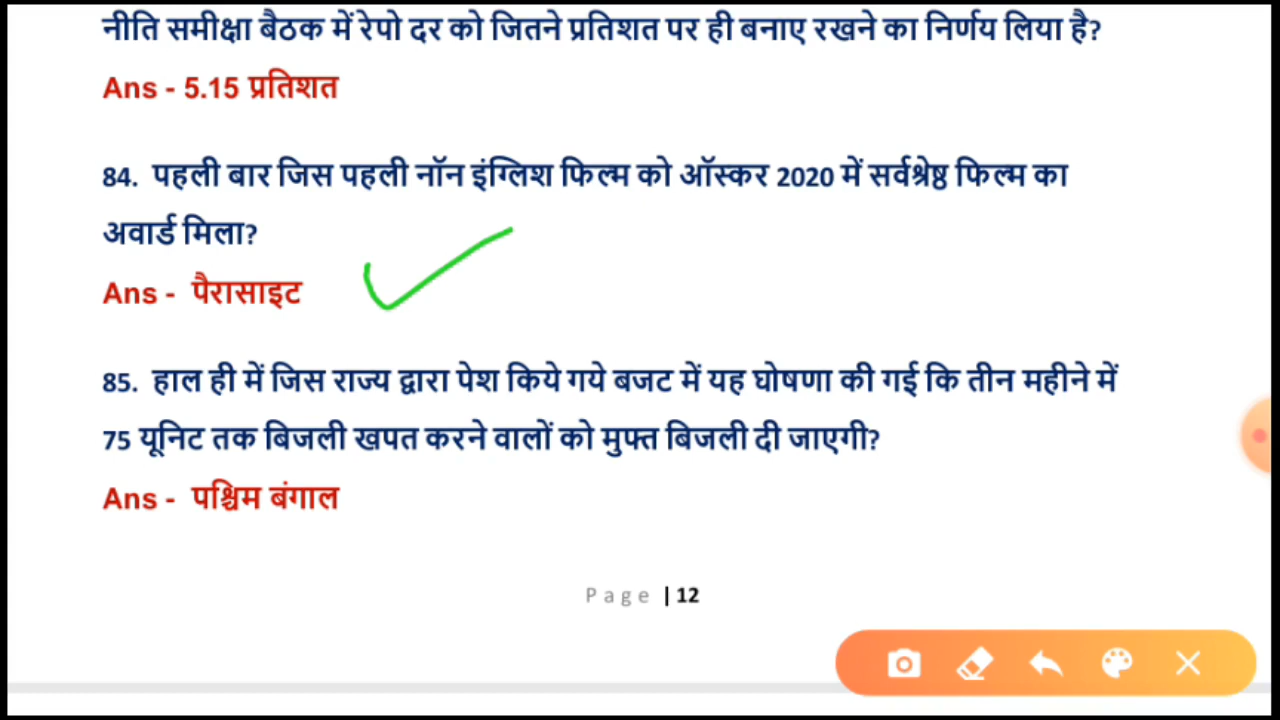 नीति समीक्षा बैठक में रेपो दर को जितने प्रतिशत पर ही बनाए रखने का निर्णय लिया है?
Ans - 5.15 प्रतिशत
84. पहली बार जिस पहली नॉन इंग्लिश फिल्म को ऑस्कर 2020 में सर्वश्रेष्ठ फिल्म का
अवार्ड मिला?
Ans - पैरासाइट
85. हाल ही में जिस राज्य द्वारा पेश किये गये बजट में यह घोषणा की गई कि तीन महीने में
75 यूनिट तक बिजली खपत करने वालों को मुफ्त बिजली दी जाएगी?
Ans - पश्चिम बंगाल
Page | 12